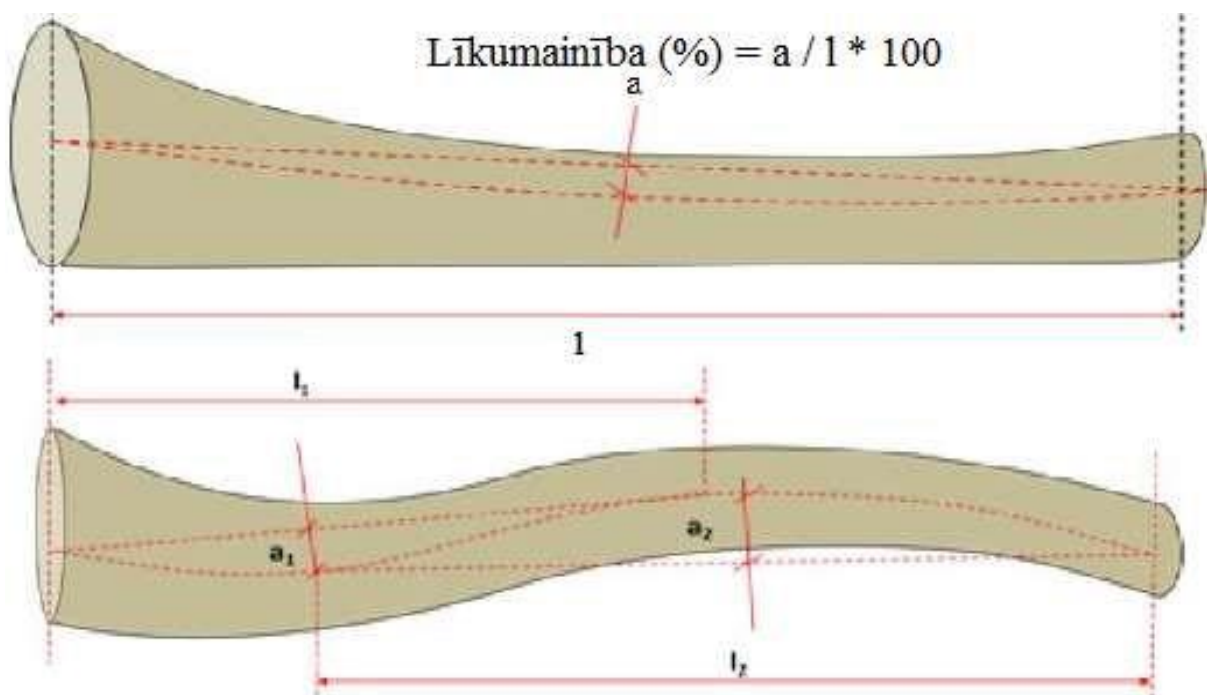 Līkumainība (%) = a / l * 100
a
l
l₁
a₁
a₂
l₂